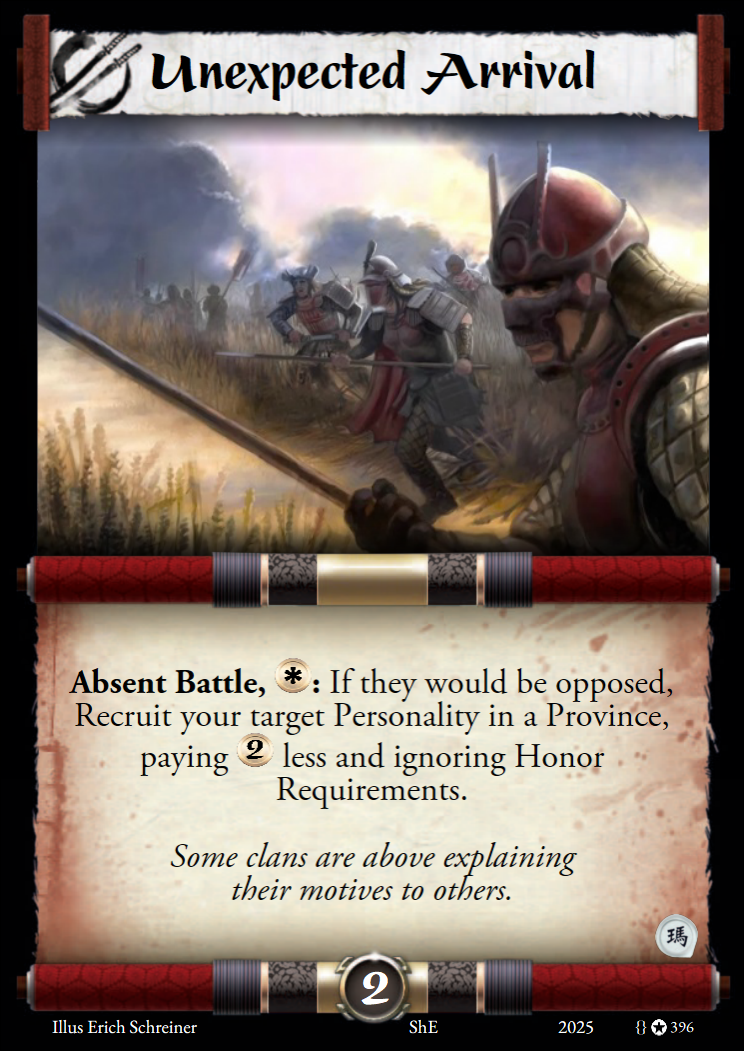 Unexpected Arrival
Absent Battle, *: If they would be opposed,
Recruit your target Personality in a Province,
paying 2 less and ignoring Honor
Requirements.
Some clans are above explaining
their motives to others.
瑪
2
Illus Erich Schreiner ShE 2025 {} ✪ 396